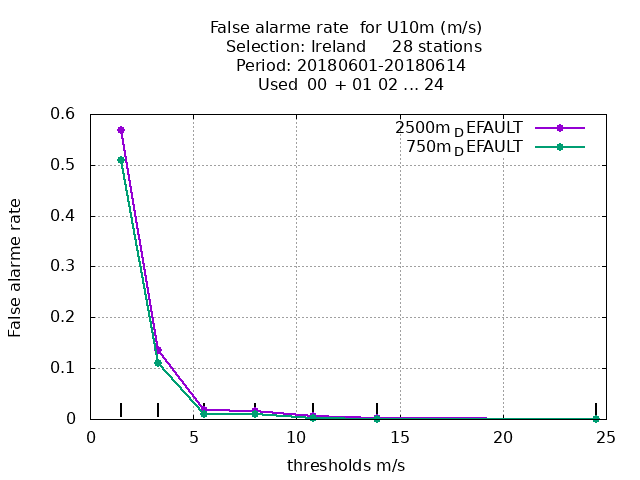 False alarme rate  for U10m (m/s)
Selection: Ireland     28 stations
Period: 20180601-20180614
Used  00  + 01 02 ... 24
2500m_DEFAULT
750m_DEFAULT
0.6
0.5
0.4
0.3
0.2
0.1
0
False alarme rate
0 5 10 15 20 25
thresholds m/s